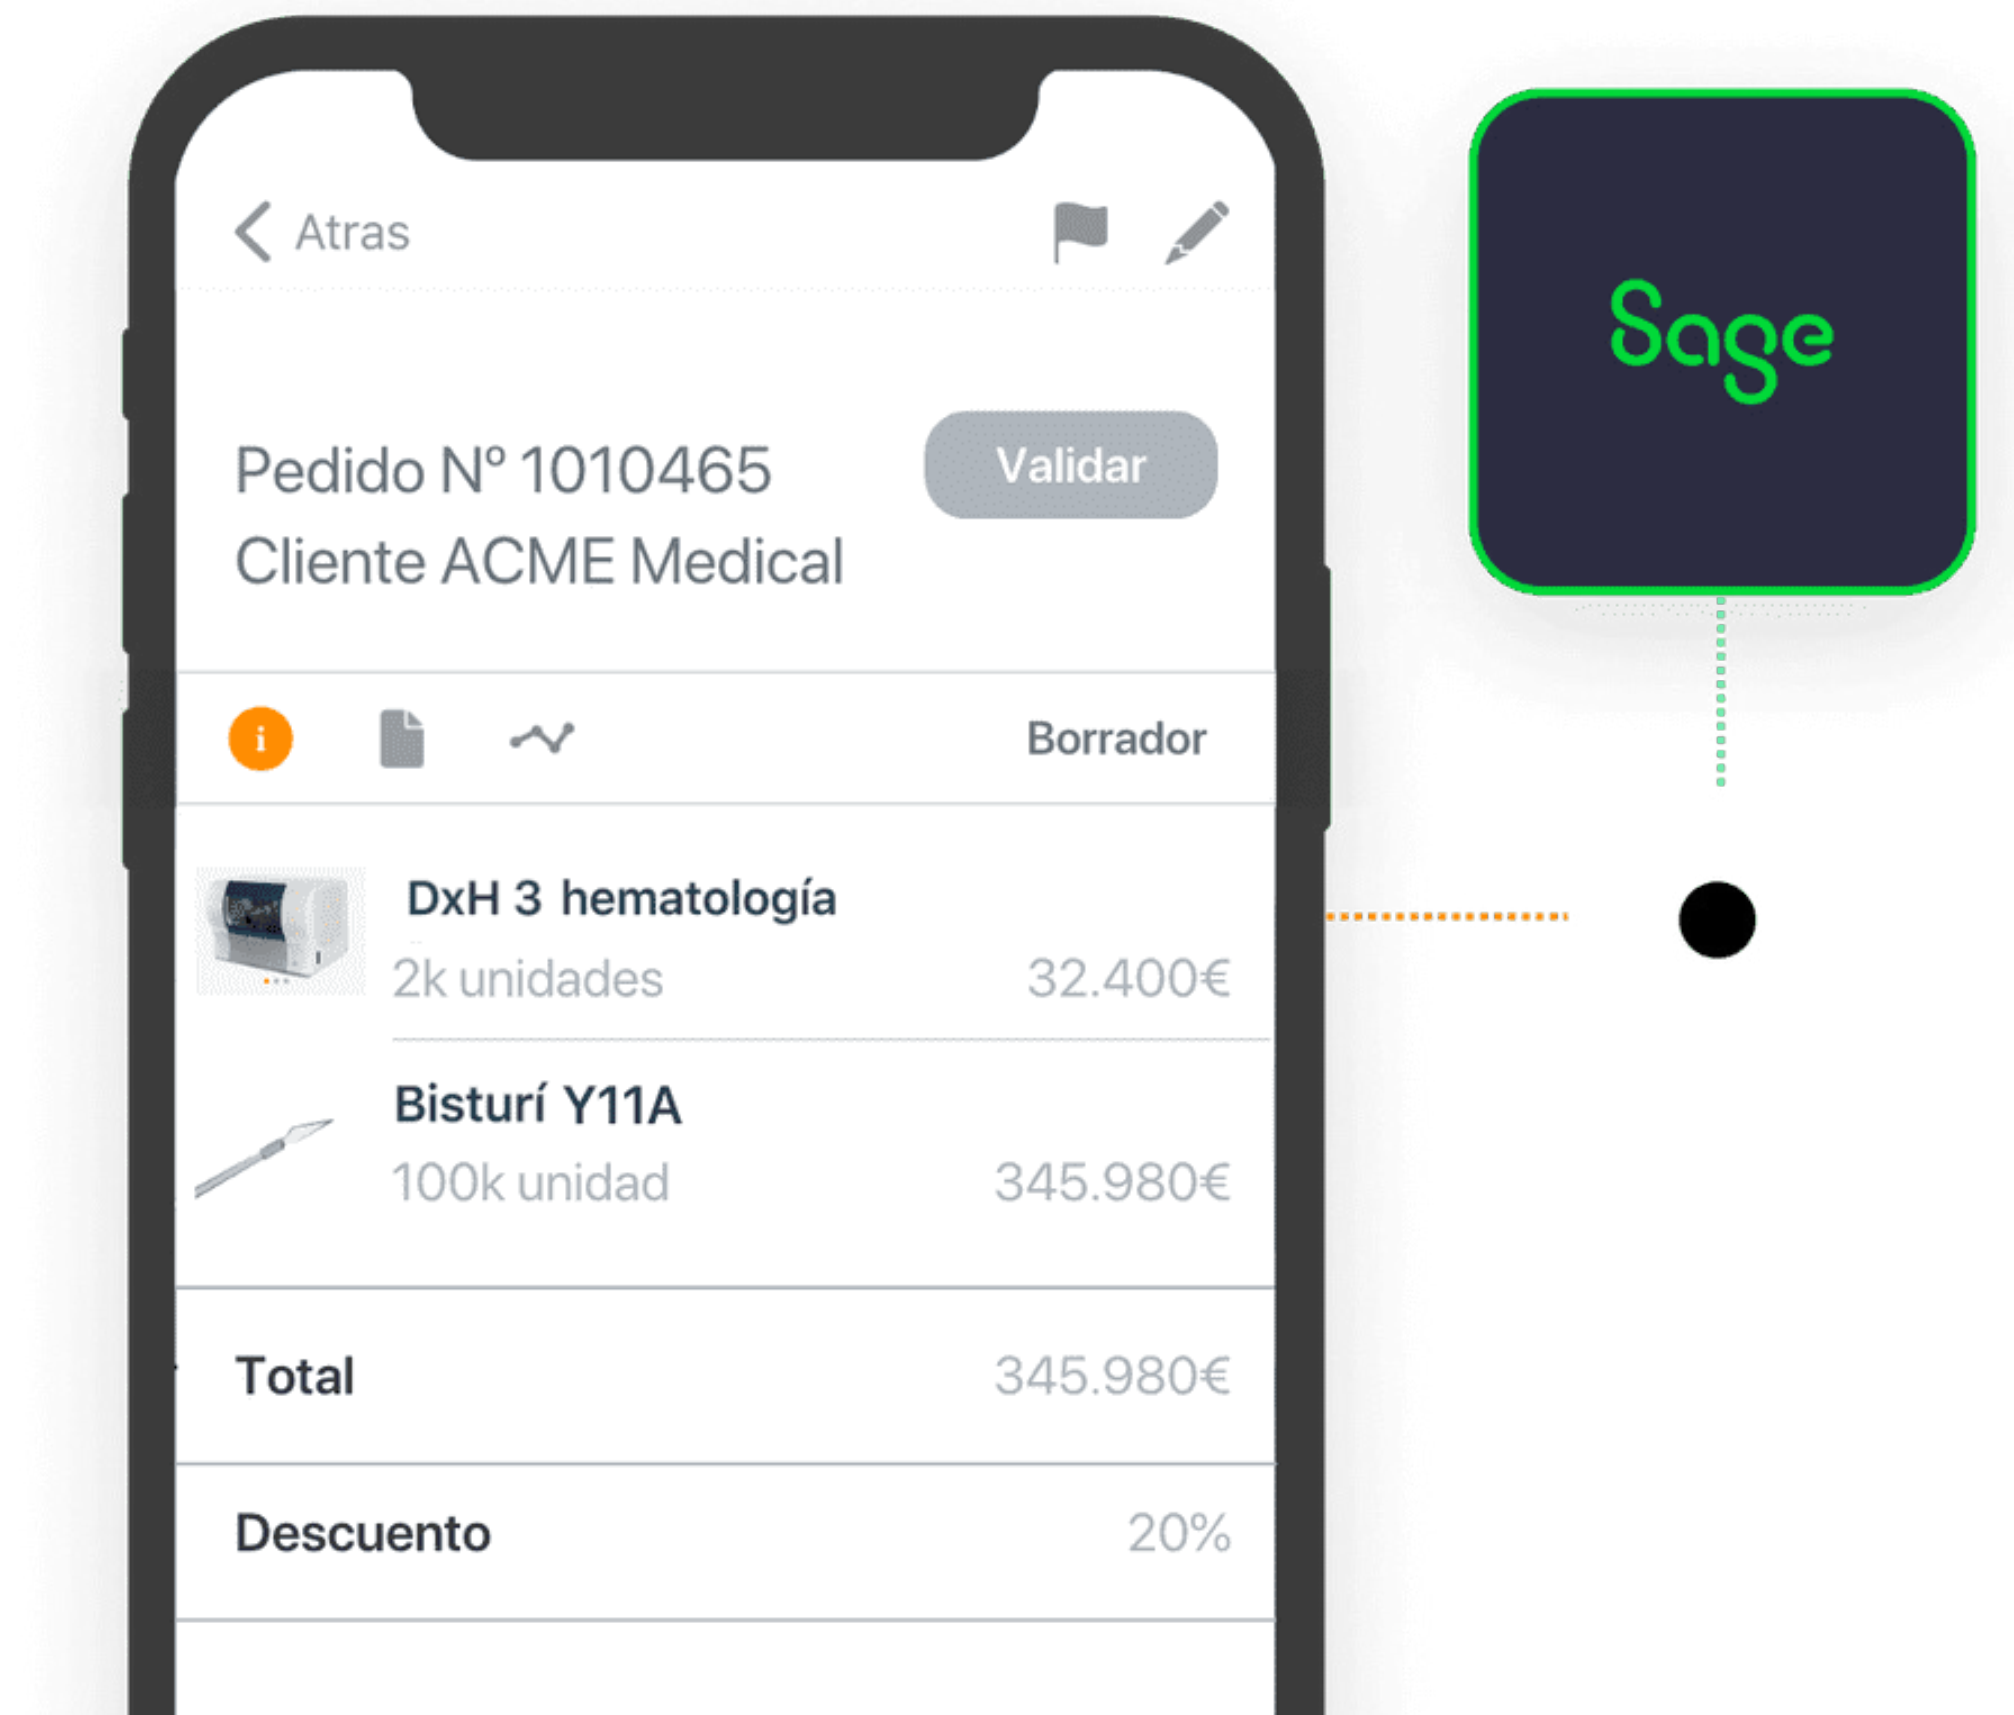 Atras
Sage
Pedido Nº 1010465
Validar
Cliente ACME Medical
i
Borrador
DxH 3 hematología
2k unidades
32.400€
Bisturí Y11A
100k unidad
345.980€
Total
345.980€
Descuento
20%